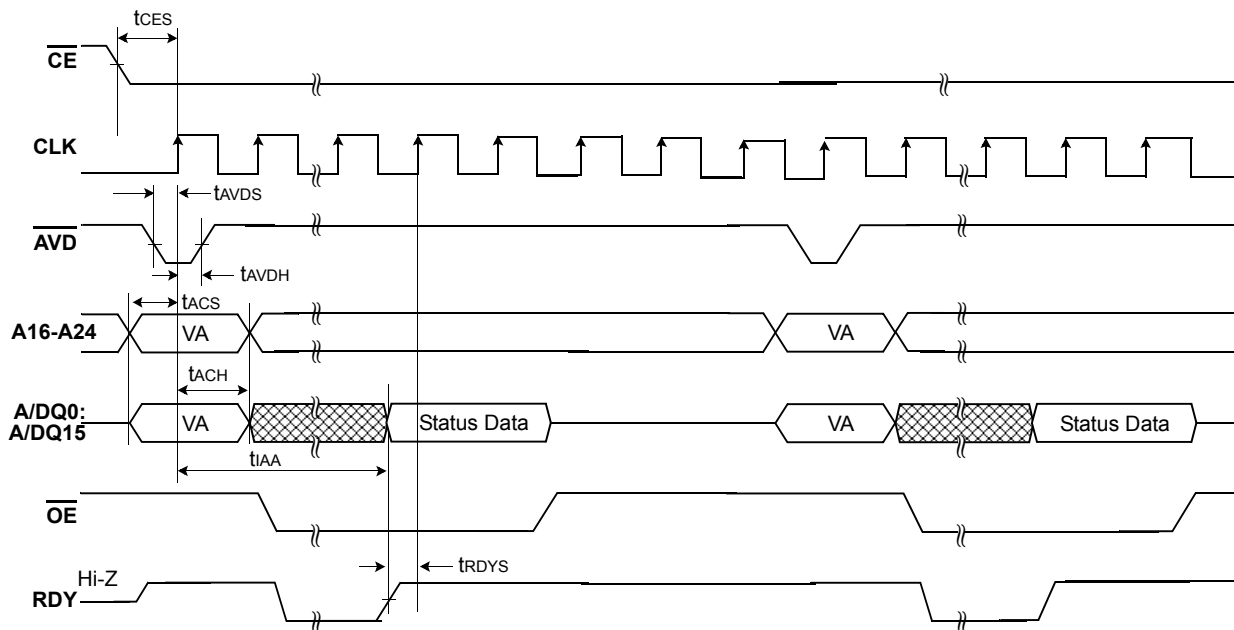 tCES
CE
CLK
tAVDS
AVD
tAVDH
tACS
A16-A24
VA
VA
tACH
A/DQ0:
A/DQ15
VA
Status Data
VA
Status Data
tIAA
OE
tRDYS
Hi-Z
RDY